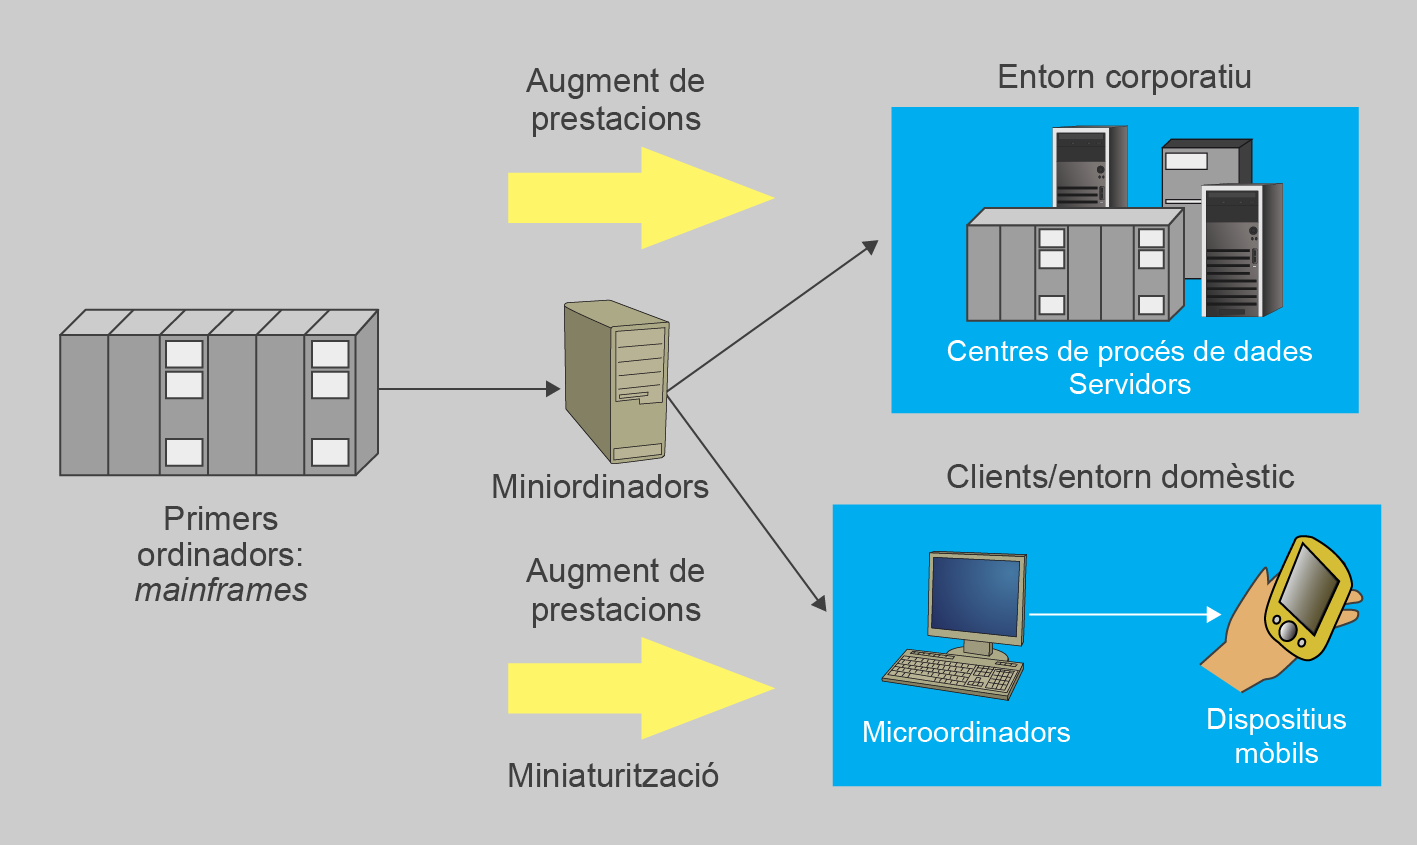 Augment de
prestacions
Entorn corporatiu
Centres de procés de dades
Servidors
Primers
ordinadors:
mainframes
Miniordinadors
Clients/entorn domèstic
Augment de
prestacions
Miniaturització
Microordinadors
Dispositius
mòbils